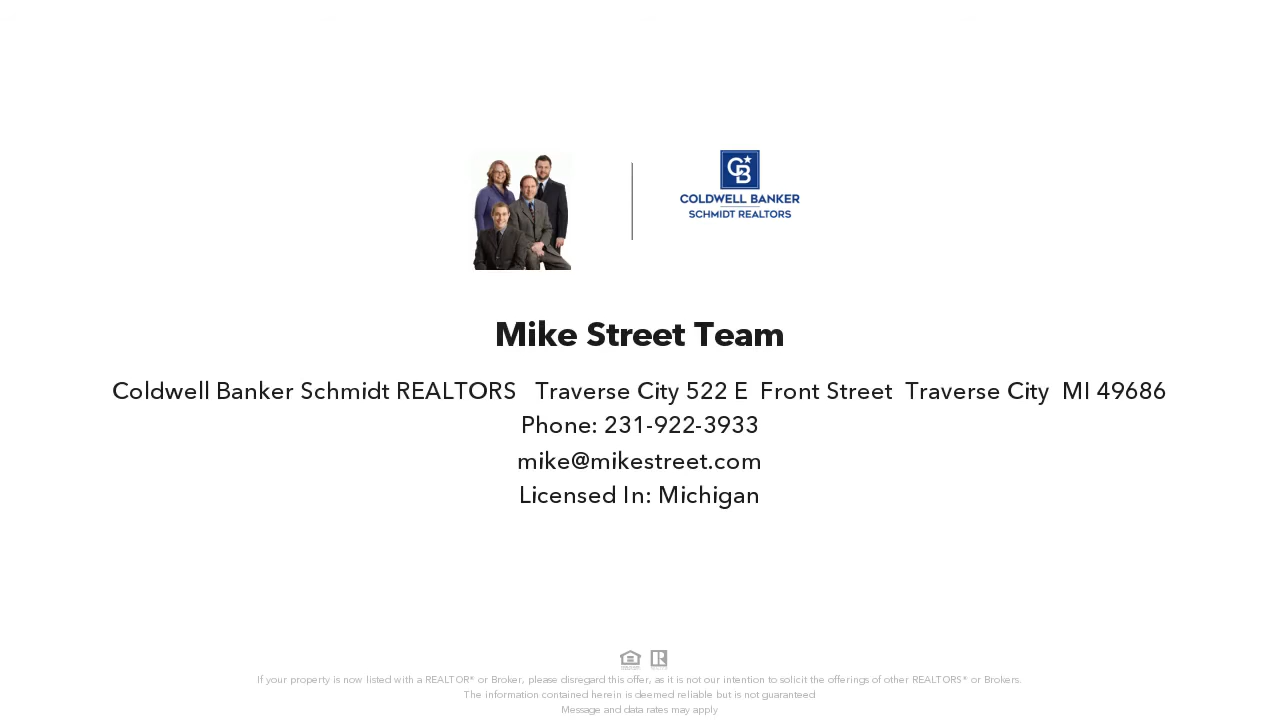 CB
COLDWELL BANKER
SCHMIDT REALTORS
Mike Street Team
Coldwell Banker Schmidt REALTORS   Traverse City 522 E  Front Street  Traverse City  MI 49686
Phone: 231-922-3933
mike@mikestreet.com
Licensed In: Michigan
If your property is now listed with a REALTOR® or Broker, please disregard this offer, as it is not our intention to solicit the offerings of other REALTORS® or Brokers.
The information contained herein is deemed reliable but is not guaranteed
Message and data rates may apply